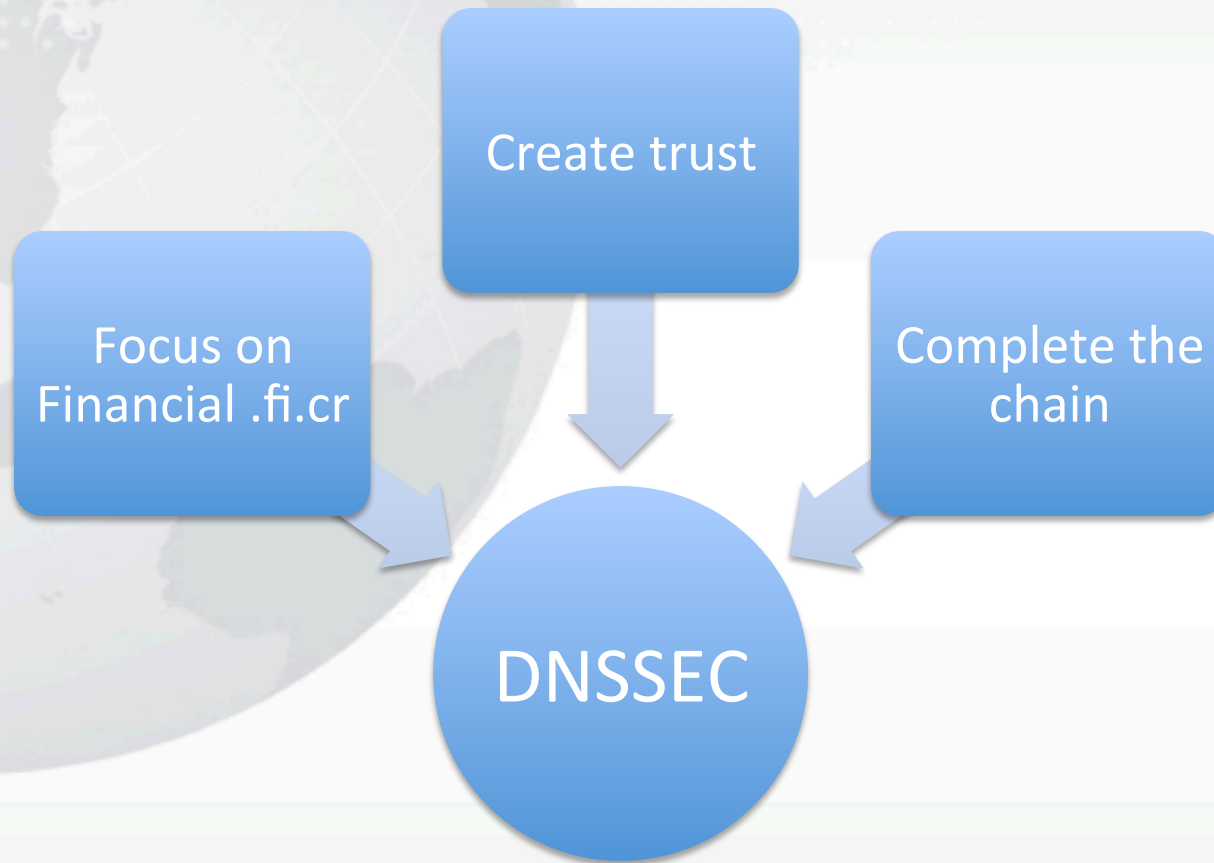 Create trust
Focus on
Financial .fi.cr
Complete the
chain
DNSSEC